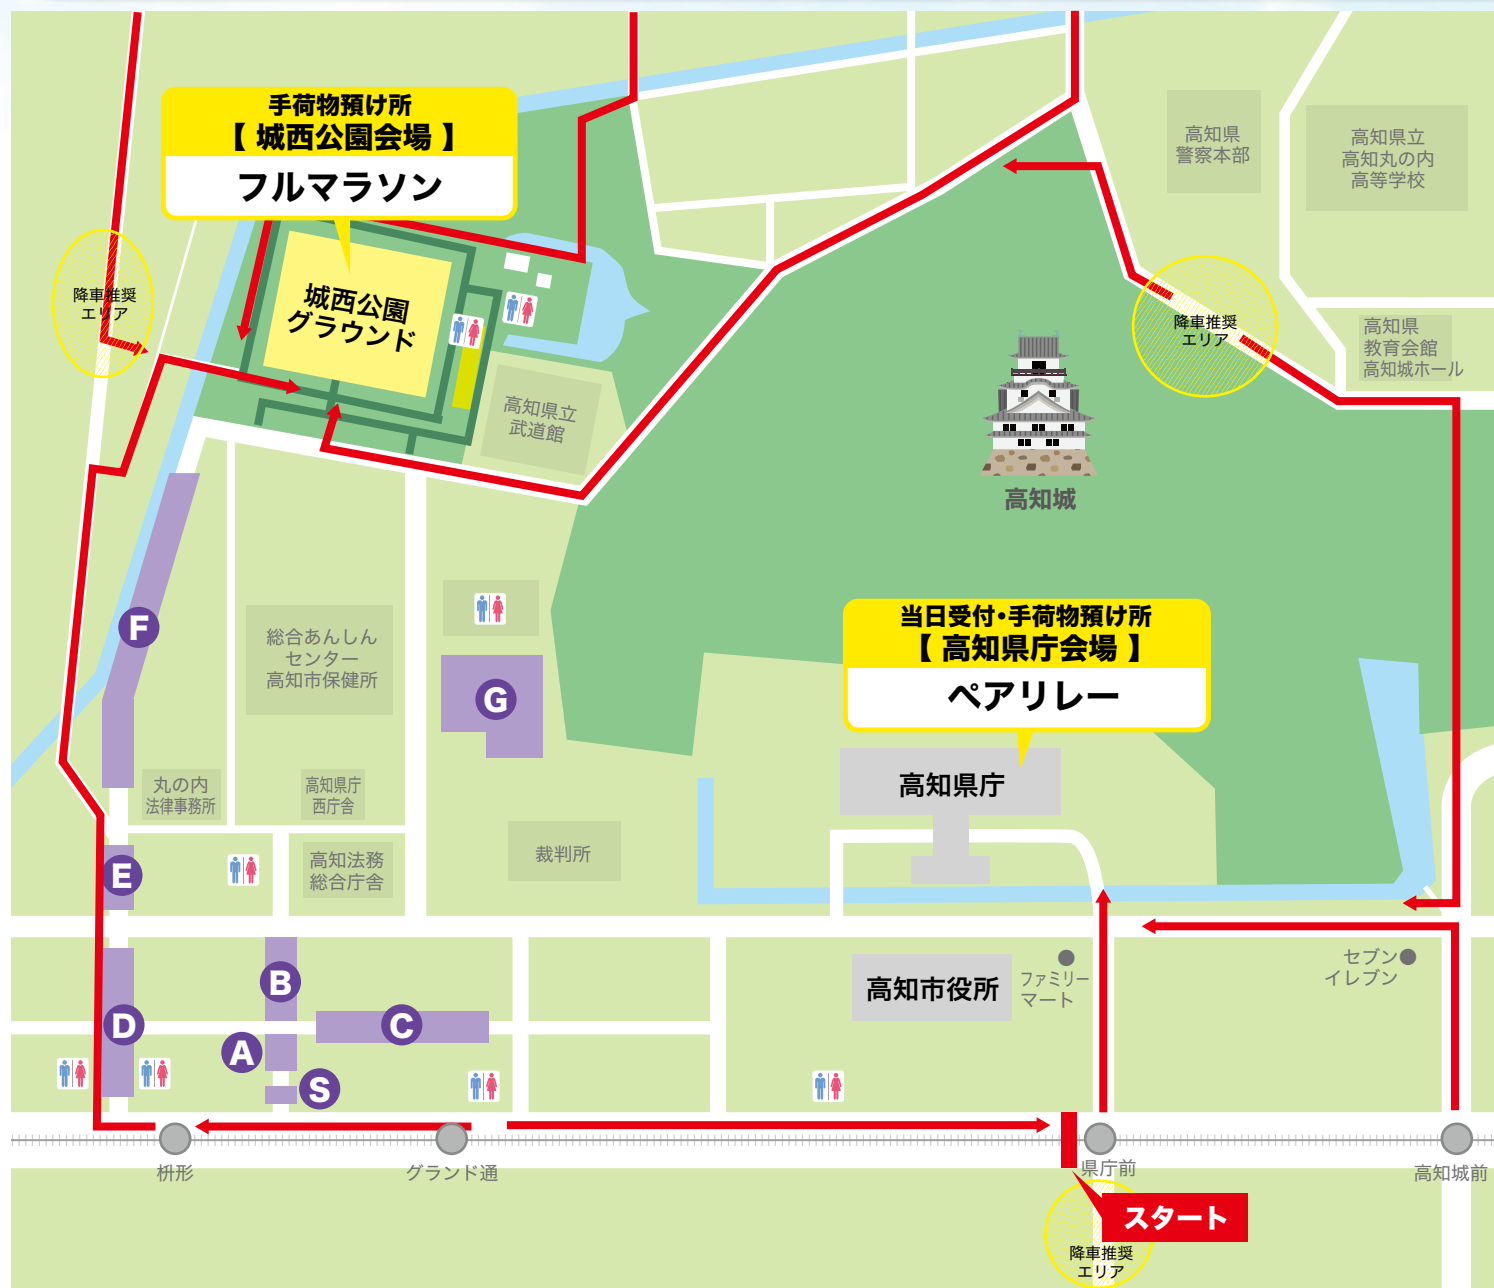 手荷物預け所
【 城西公園会場 】
フルマラソン
高知県
警察本部
高知県立
高知丸の内
高等学校
降車推奨
エリア
城西公園
グラウンド
降車推奨
エリア
高知県
教育会館
高知城ホール
高知県立
武道館
高知城
F
総合あんしん
センター
高知市保健所
G
当日受付・手荷物預け所
【 高知県庁会場 】
ペアリレー
高知県庁
丸の内
法律事務所
高知県庁
西庁舎
E
高知法務
総合庁舎
裁判所
B
高知市役所
ファミリー
マート
セブン
イレブン
D
C
A
S
枡形
グランド通
県庁前
高知城前
スタート
降車推奨
エリア